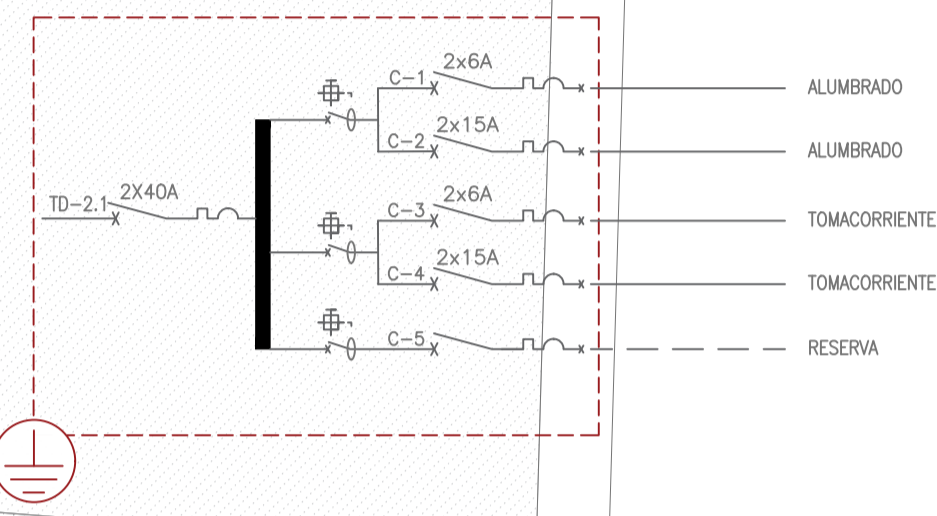 2x6A
C-1
ALUMBRADO
2x15A
C-2
ALUMBRADO
TD-2.1
2X40A
2x6A
C-3
TOMACORRIENTE
2x15A
C-4
TOMACORRIENTE
C-5
RESERVA